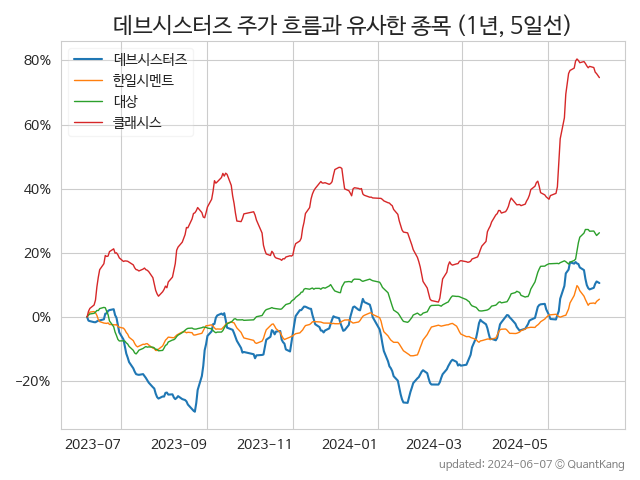 데브시스터즈 주가 흐름과 유사한 종목 (1년, 5일선)
80%
60%
40%
20%
0%
−20%
데브시스터즈
한일시멘트
대상
클래시스
2023-07
2023-09
2023-11
2024-01
2024-03
2024-05
updated: 2024-06-07 © QuantKang